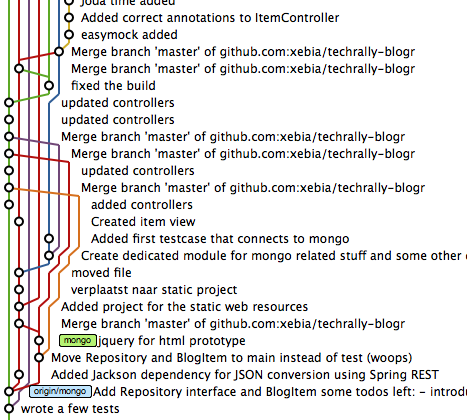 Joda time added
Added correct annotations to ItemController
easymock added
Merge branch 'master' of github.com:xebia/techrally-blogr
Merge branch 'master' of github.com:xebia/techrally-blogr
fixed the build
updated controllers
updated controllers
Merge branch 'master' of github.com:xebia/techrally-blogr
Merge branch 'master' of github.com:xebia/techrally-blogr
updated controllers
Merge branch 'master' of github.com:xebia/techrally-blogr
added controllers
Created item view
Added first testcase that connects to mongo
Create dedicated module for mongo related stuff and some other
moved file
verplaatst naar static project
Added project for the static web resources
Merge branch 'master' of github.com:xebia/techrally-blogr
mongo jquery for html prototype
Move Repository and BlogItem to main instead of test (woops)
Added Jackson dependency for JSON conversion using Spring REST
origin/mongo Add Repository interface and BlogItem some todos left: - introd
wrote a few tests